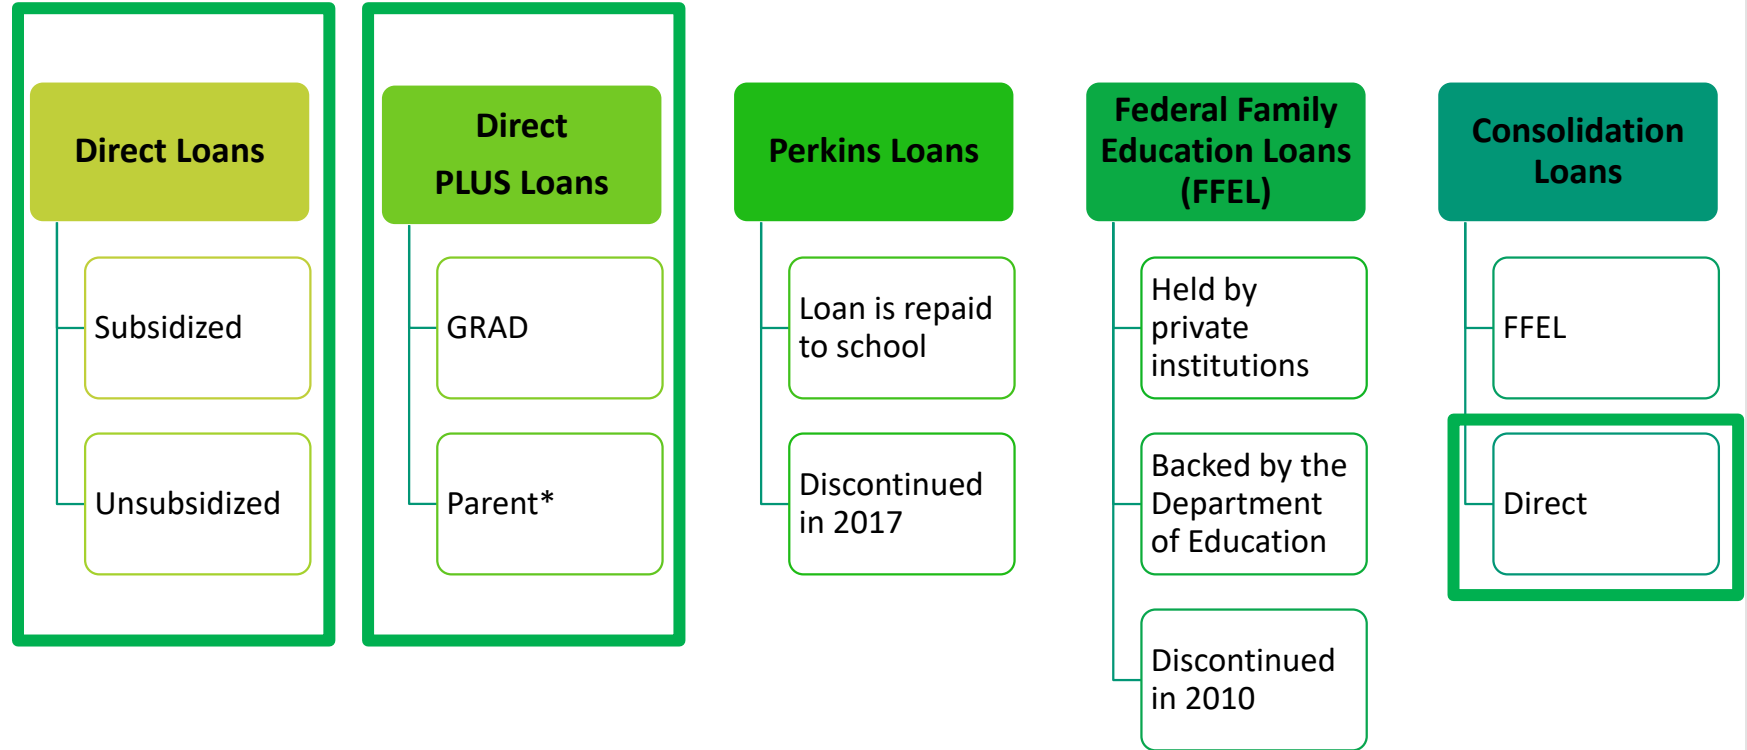 Direct Loans
Subsidized
Unsubsidized
Direct
PLUS Loans
GRAD
Parent*
Perkins Loans
Loan is repaid
to school
Discontinued
in 2017
Federal Family
Education Loans
(FFEL)
Held by
private
institutions
Backed by the
Department
of Education
Discontinued
in 2010
Consolidation
Loans
FFEL
Direct